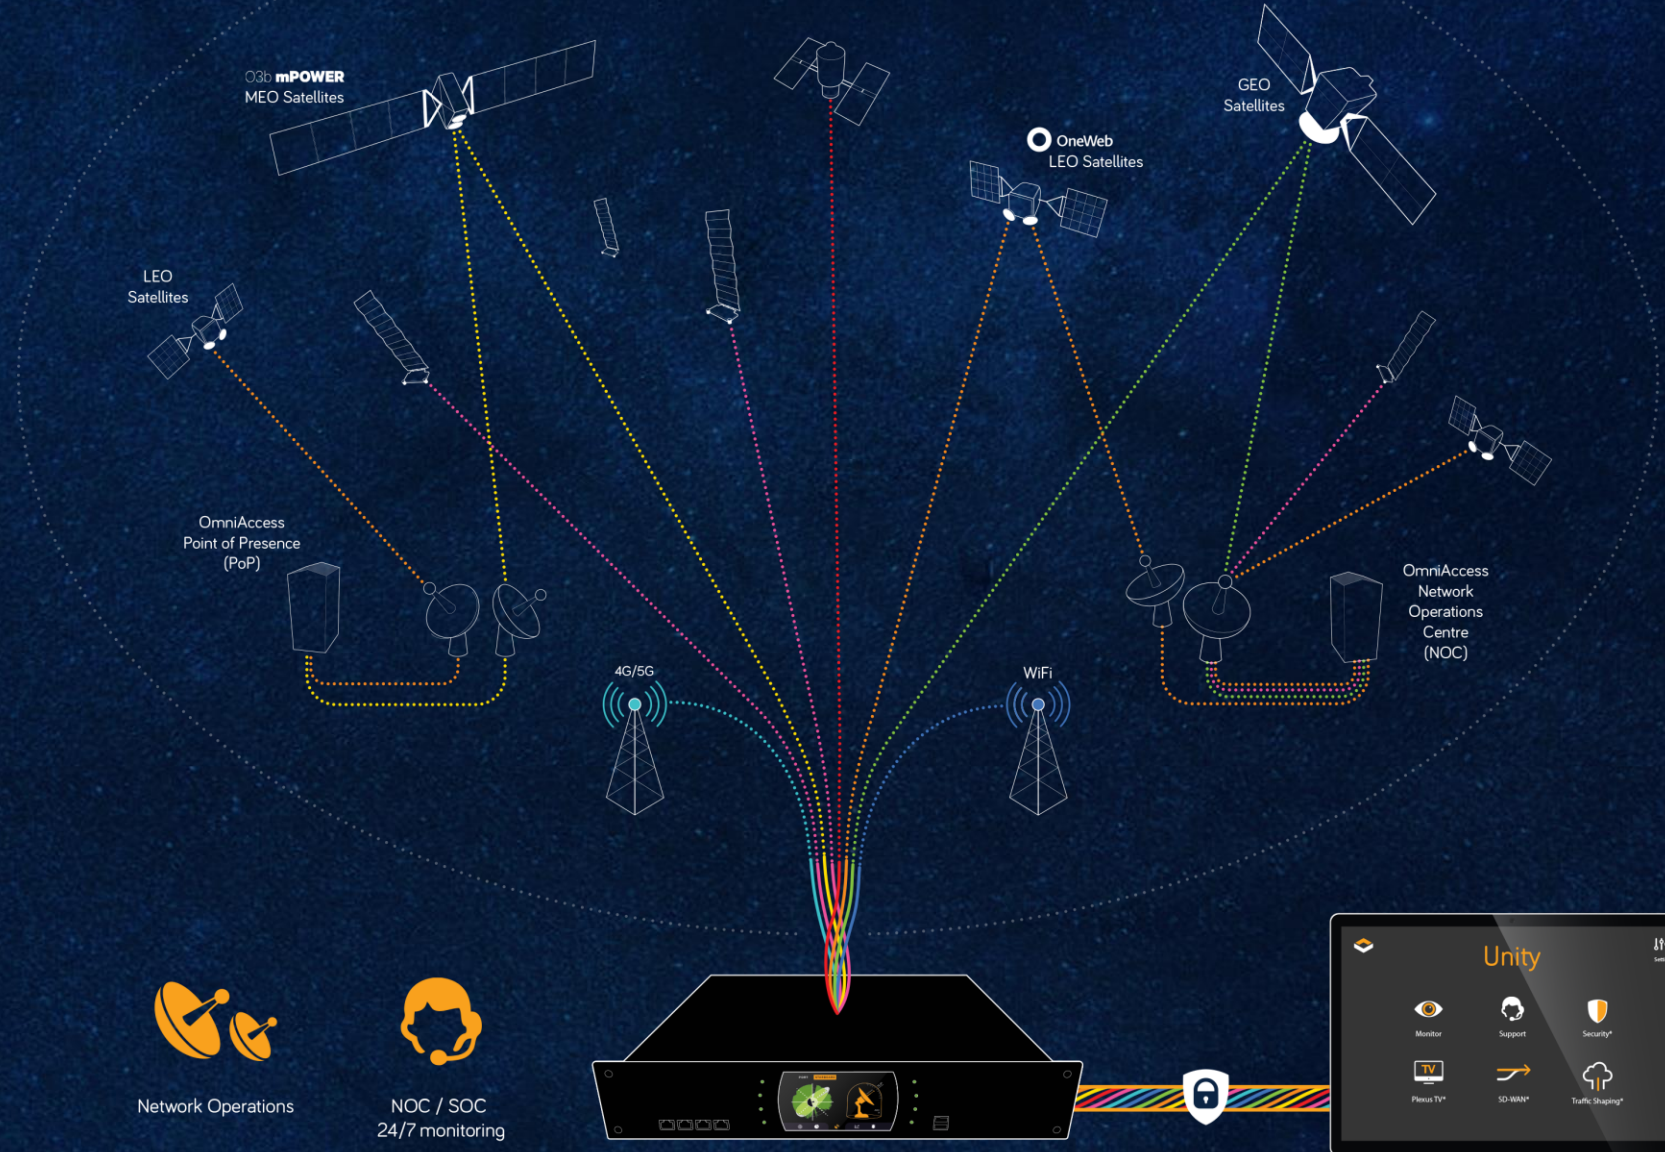 O3b mPOWER
MEO Satellites
GEO
Satellites
OneWeb
LEO Satellites
LEO
Satellites
OmniAccess
Point of Presence
(PoP)
OmniAccess
Network
Operations
Centre
(NOC)
4G/5G
WiFi
Unity
Monitor
Support
Security*
TV
Plexus TV*
SD-WAN*
Traffic Shaping*
Network Operations
NOC / SOC
24/7 monitoring